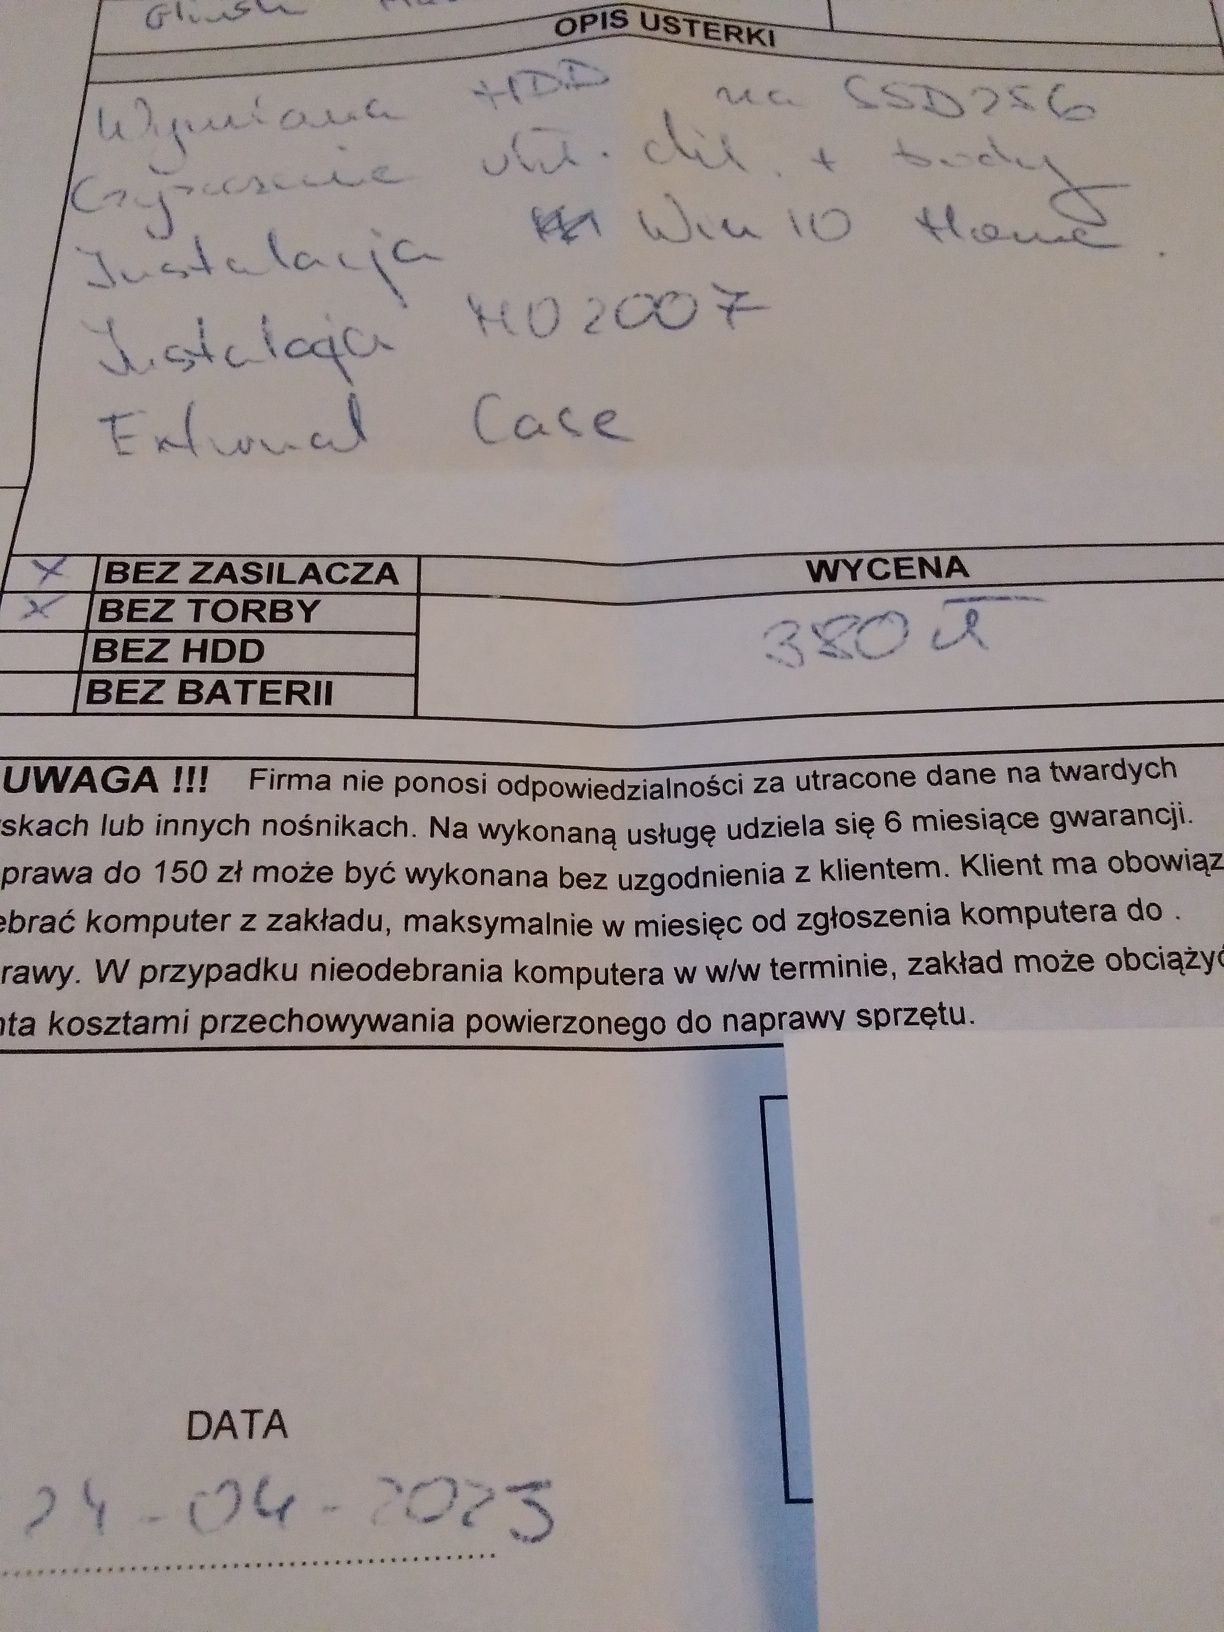 OPIS USTERKI
Wymiana HDD na SSD256
Czyszczenie ukł. chł. + body
Instalacja Win 10 Home.
Instalacja MO2007
External Case
X BEZ ZASILACZA WYCENA
X BEZ TORBY 380 zł
BEZ HDD
BEZ BATERII
UWAGA !!! Firma nie ponosi odpowiedzialności za utracone dane na twardych
skach lub innych nośnikach. Na wykonaną usługę udziela się 6 miesiące gwarancji.
prawa do 150 zł może być wykonana bez uzgodnienia z klientem. Klient ma obowiąz
ebrać komputer z zakładu, maksymalnie w miesięc od zgłoszenia komputera do .
rawy. W przypadku nieodebrania komputera w w/w terminie, zakład może obciążyć
nta kosztami przechowywania powierzonego do naprawy sprzętu.
DATA
24-04-2023